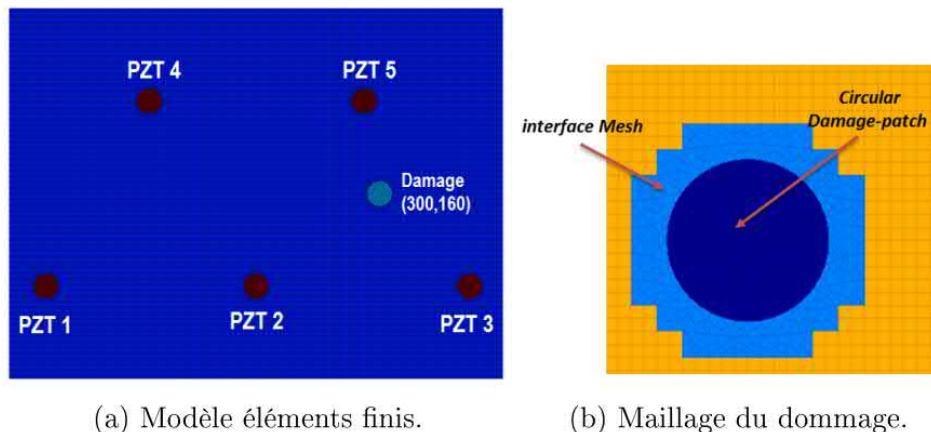 PZT 4
PZT 5
Damage
(300,160)
PZT 1
PZT 2
PZT 3
interface Mesh
Circular
Damage-patch
(a) Modèle éléments finis.
(b) Maillage du dommage.